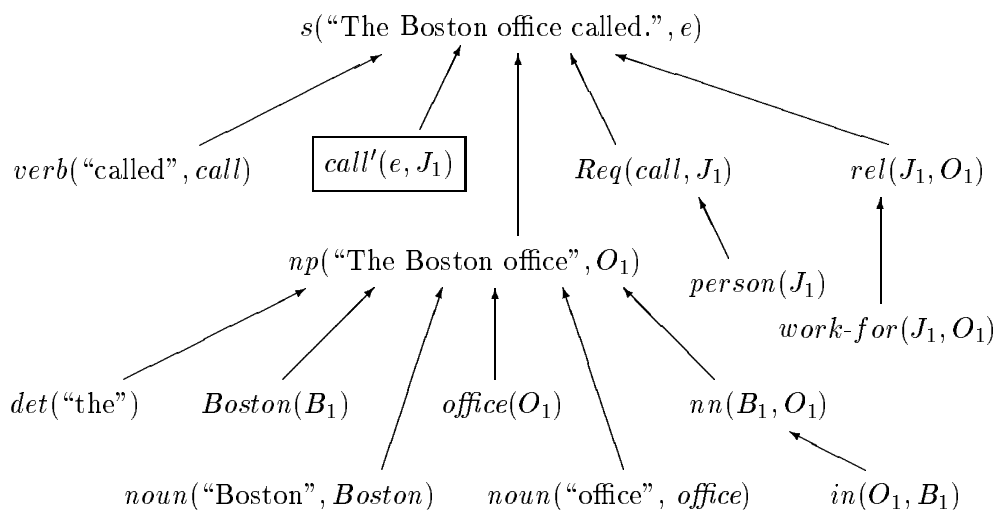 s(“The Boston office called.”, e)
verb(“called”, call) call′(e, J₁) Req(call, J₁) rel(J₁, O₁)
np(“The Boston office”, O₁)
person(J₁)
work-for(J₁, O₁)
det(“the”) Boston(B₁) office(O₁) nn(B₁, O₁)
noun(“Boston”, Boston) noun(“office”, office) in(O₁, B₁)